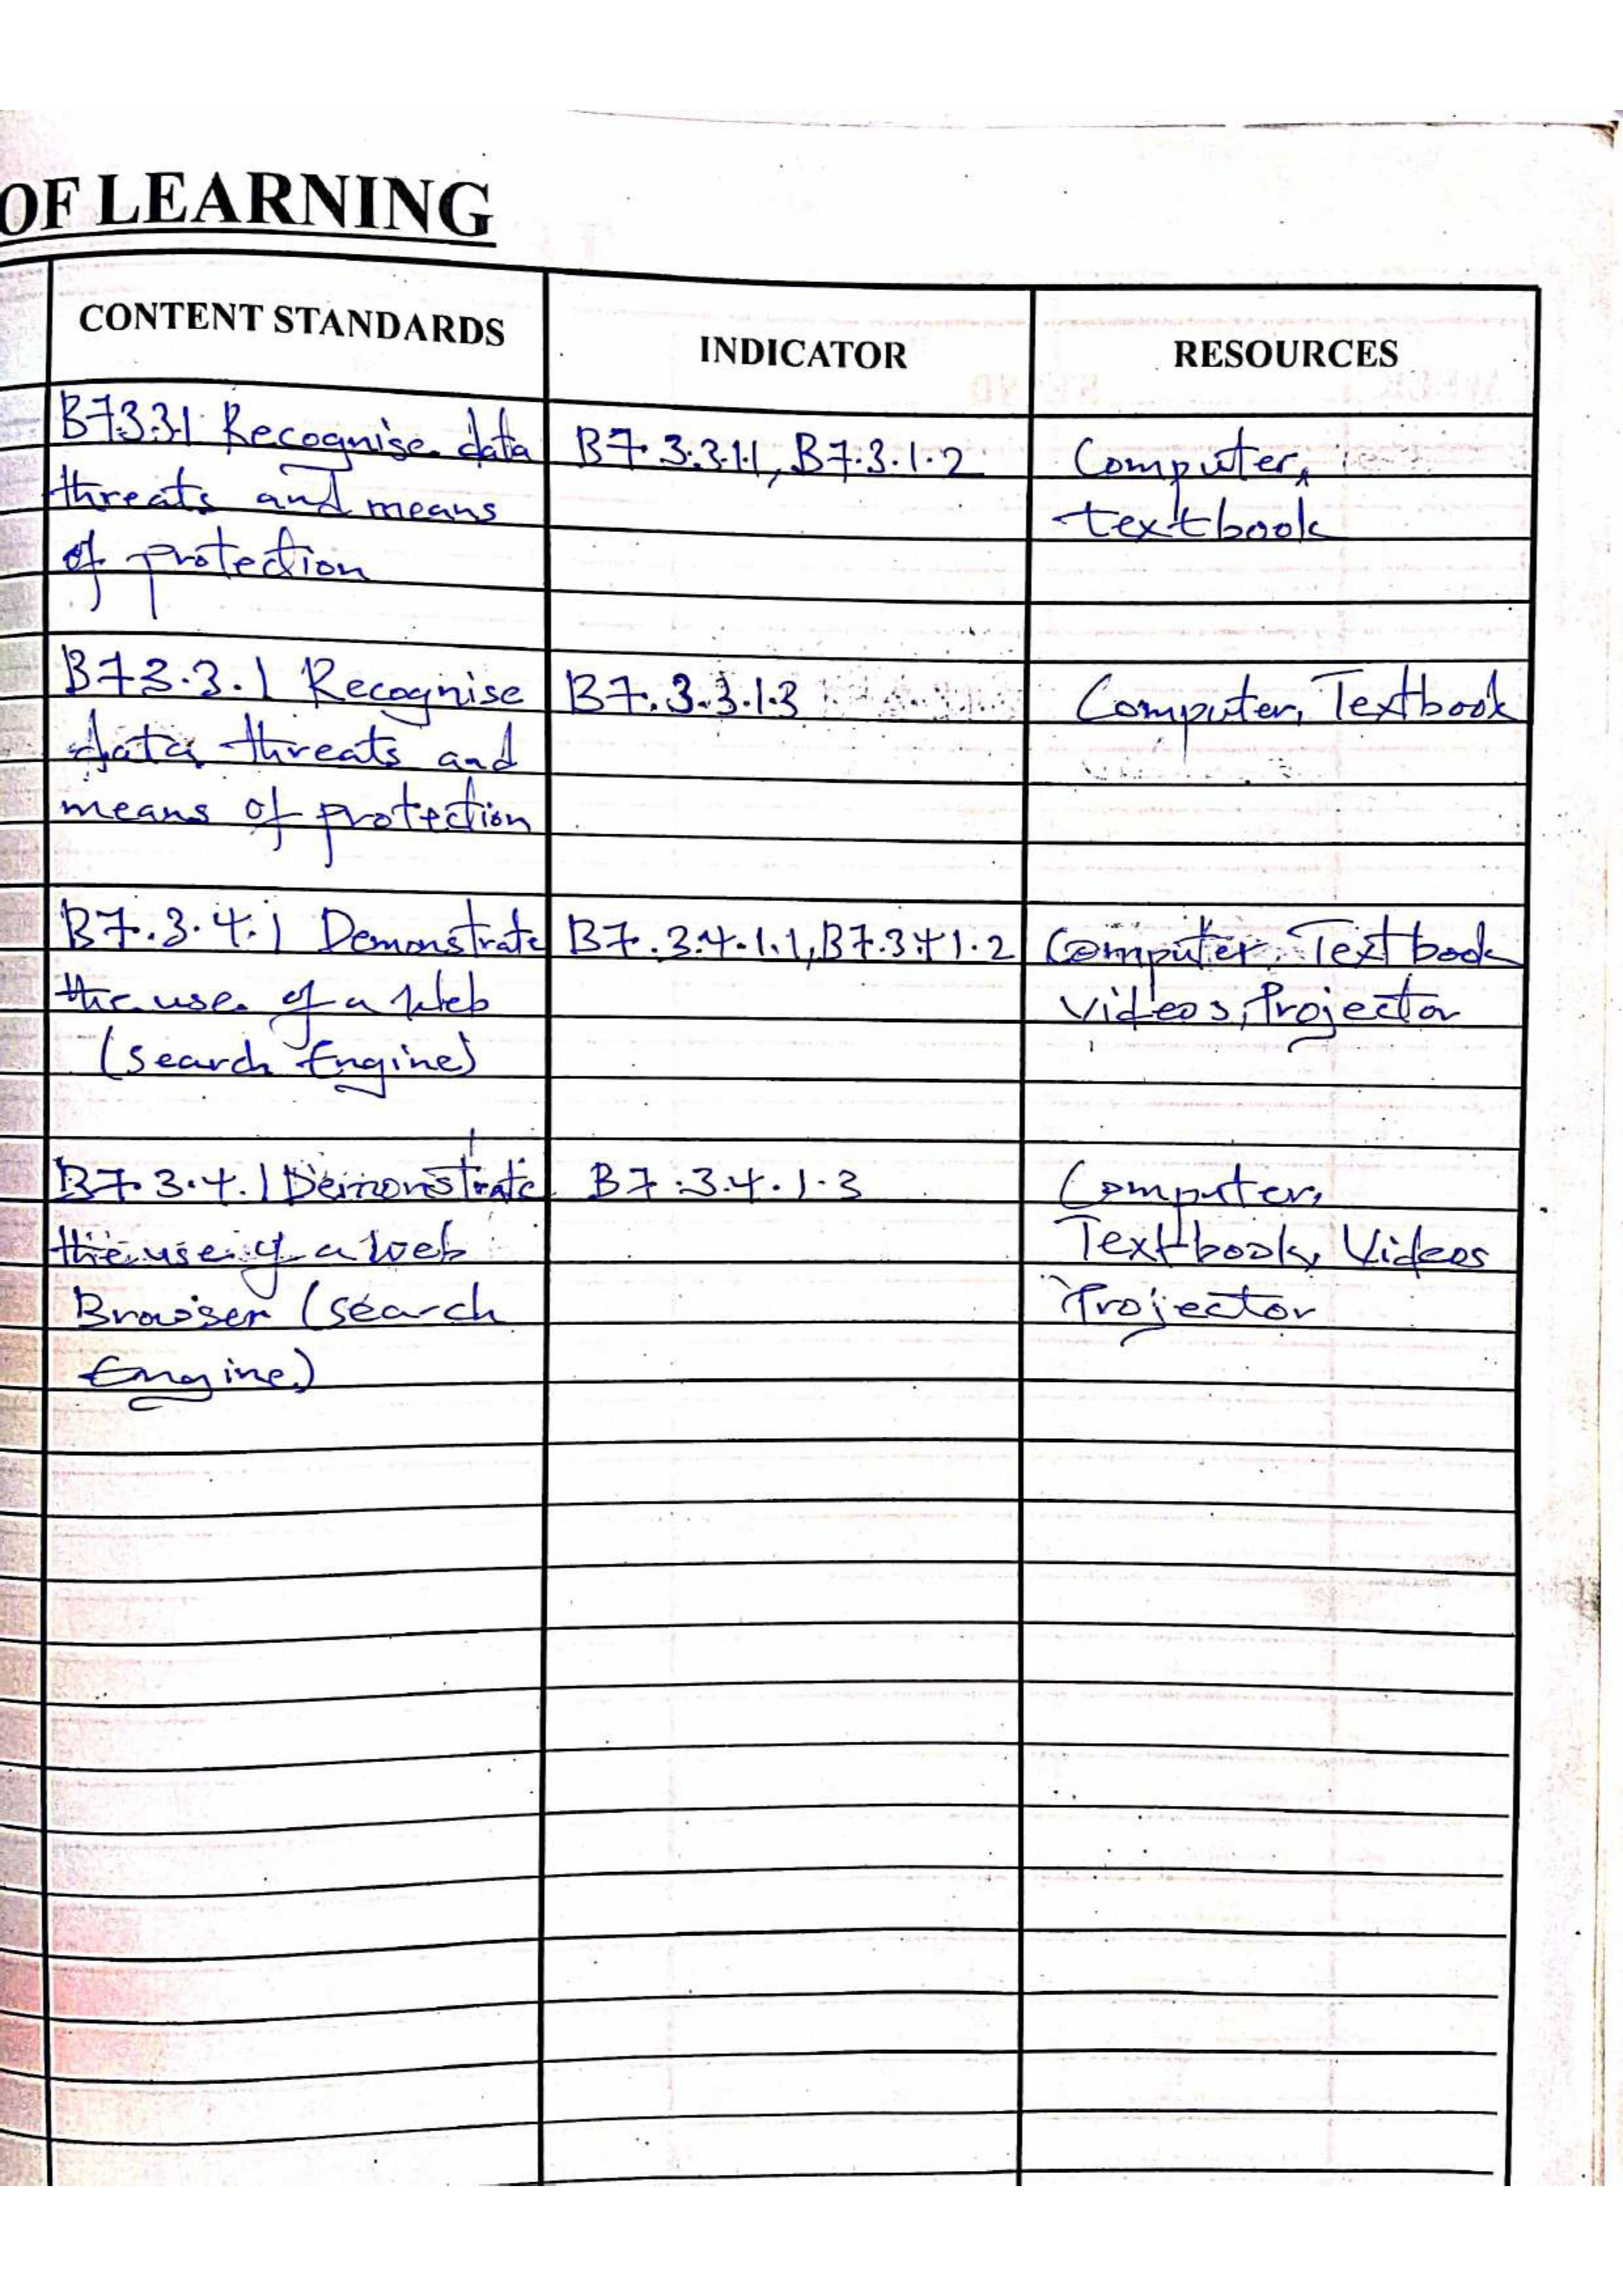 OF LEARNING
CONTENT STANDARDS INDICATOR RESOURCES
B7.3.3.1 Recognise data B7.3.3.1.1, B7.3.1.2 Computer,
threats and means textbook
of protection
B7.3.3.1 Recognise B7.3.3.1.3 Computer, Textbook
data threats and
means of protection
B7.3.4.1 Demonstrate B7.3.4.1.1, B7.3.4.1.2 Computer, Textbook
the use of a Web Videos, Projector
(Search Engine)
B7.3.4.1 Demonstrate B7.3.4.1.3 Computer,
the use of a web Textbook, Videos
Browser (Search Projector
Engine)